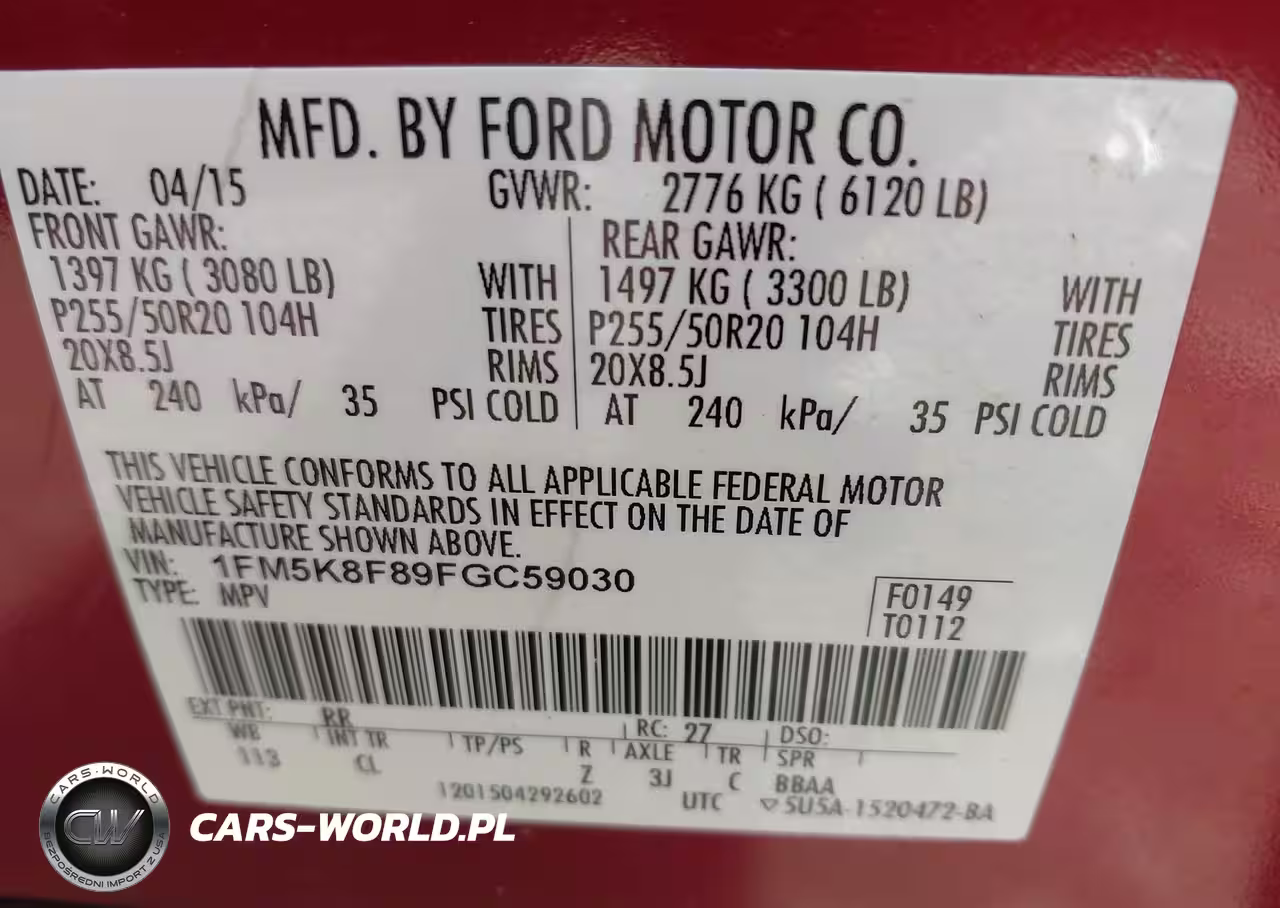 MFD. BY FORD MOTOR CO.
DATE: 04/15 GVWR: 2776 KG ( 6120 LB)
FRONT GAWR: REAR GAWR:
1397 KG ( 3080 LB) WITH 1497 KG ( 3300 LB) WITH
P255/50R20 104H TIRES P255/50R20 104H TIRES
20X8.5J RIMS 20X8.5J RIMS
AT 240 kPa/ 35 PSI COLD AT 240 kPa/ 35 PSI COLD
THIS VEHICLE CONFORMS TO ALL APPLICABLE FEDERAL MOTOR
VEHICLE SAFETY STANDARDS IN EFFECT ON THE DATE OF
MANUFACTURE SHOWN ABOVE.
VIN: 1FM5K8F89FGC59030
TYPE: MPV
F0149
T0112
EXT PNT: RR RC: 27 DSO:
WB INT TR TP/PS R AXLE TR SPR
113 CL Z 3J C BBAA
1201504292602 UTC ▽ 5U5A-1520472-BA
CARS-WORLD
CW
BEZPOŚREDNI IMPORT Z USA
CARS-WORLD.PL